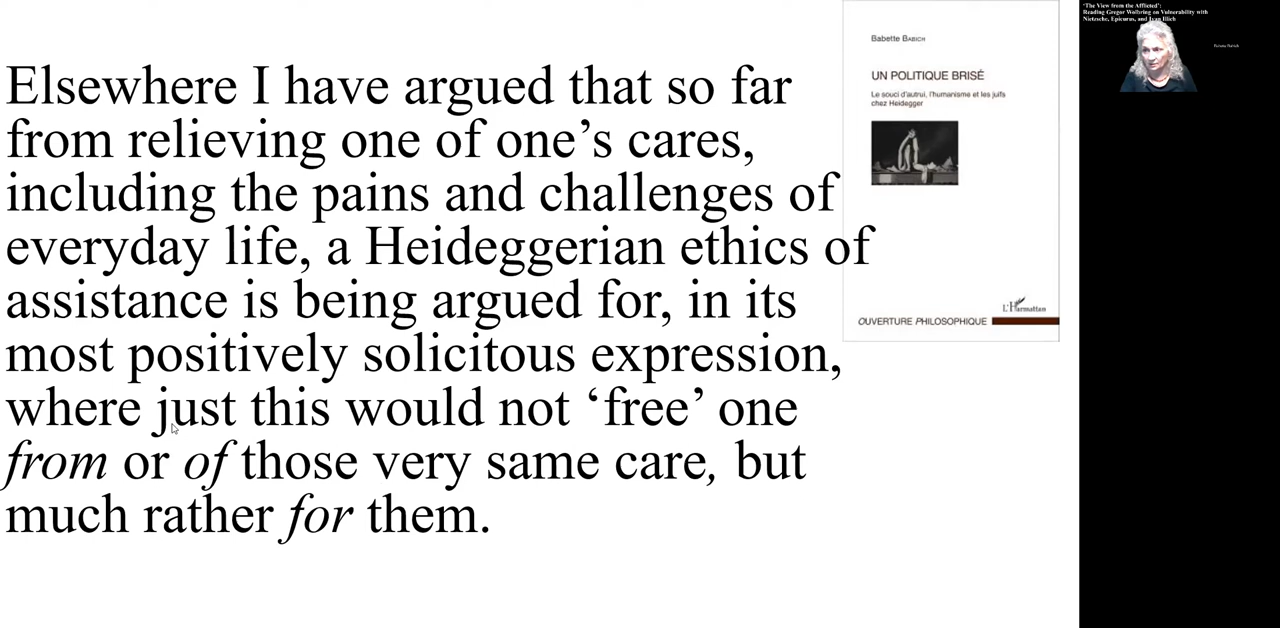 Elsewhere I have argued that so far
from relieving one of one’s cares,
including the pains and challenges of
everyday life, a Heideggerian ethics of
assistance is being argued for, in its
most positively solicitous expression,
where just this would not ‘free’ one
from or of those very same care, but
much rather for them.
Babette BABICH
UN POLITIQUE BRISÉ
Le souci d'autrui, l'humanisme et les juifs
chez Heidegger
L'Harmattan
OUVERTURE PHILOSOPHIQUE
‘The View from the Afflicted’:
Reading Gregor Wolbring on Vulnerability with
Nietzsche, Epicurus, and Ivan Illich
Babich